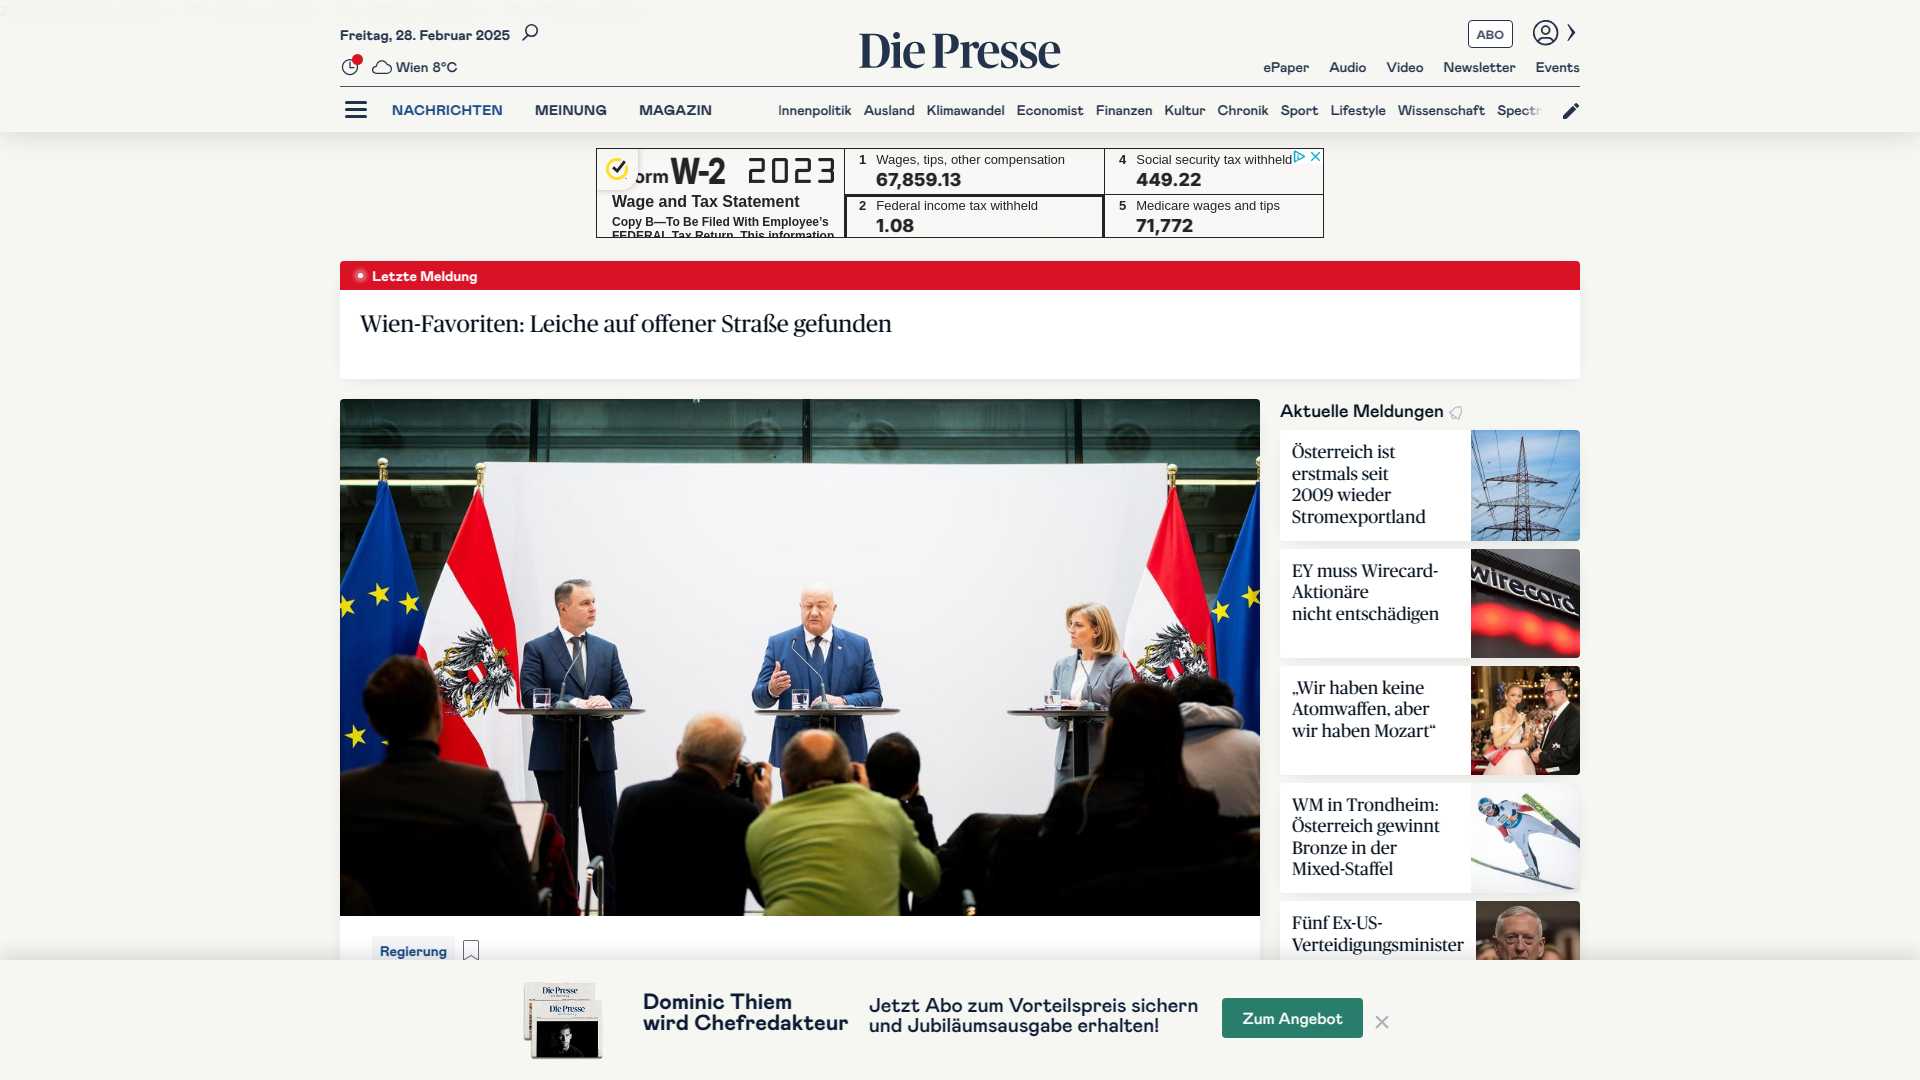 Freitag, 28. Februar 2025
Wien 8°C
Die Presse
ABO
ePaper Audio Video Newsletter Events
NACHRICHTEN MEINUNG MAGAZIN
Innenpolitik Ausland Klimawandel Economist Finanzen Kultur Chronik Sport Lifestyle Wissenschaft Spectr
orm W-2 2023
Wage and Tax Statement
Copy B—To Be Filed With Employee’s
FEDERAL Tax Return. This information
1 Wages, tips, other compensation
67,859.13
4 Social security tax withheld
449.22
2 Federal income tax withheld
1.08
5 Medicare wages and tips
71,772
Letzte Meldung
Wien-Favoriten: Leiche auf offener Straße gefunden
Regierung
Aktuelle Meldungen
Österreich ist
erstmals seit
2009 wieder
Stromexportland
EY muss Wirecard-
Aktionäre
nicht entschädigen
wirecard
„Wir haben keine
Atomwaffen, aber
wir haben Mozart“
WM in Trondheim:
Österreich gewinnt
Bronze in der
Mixed-Staffel
Fünf Ex-US-
Verteidigungsminister
Die Presse
Die Presse
Dominic Thiem
wird Chefredakteur
Jetzt Abo zum Vorteilspreis sichern
und Jubiläumsausgabe erhalten!
Zum Angebot